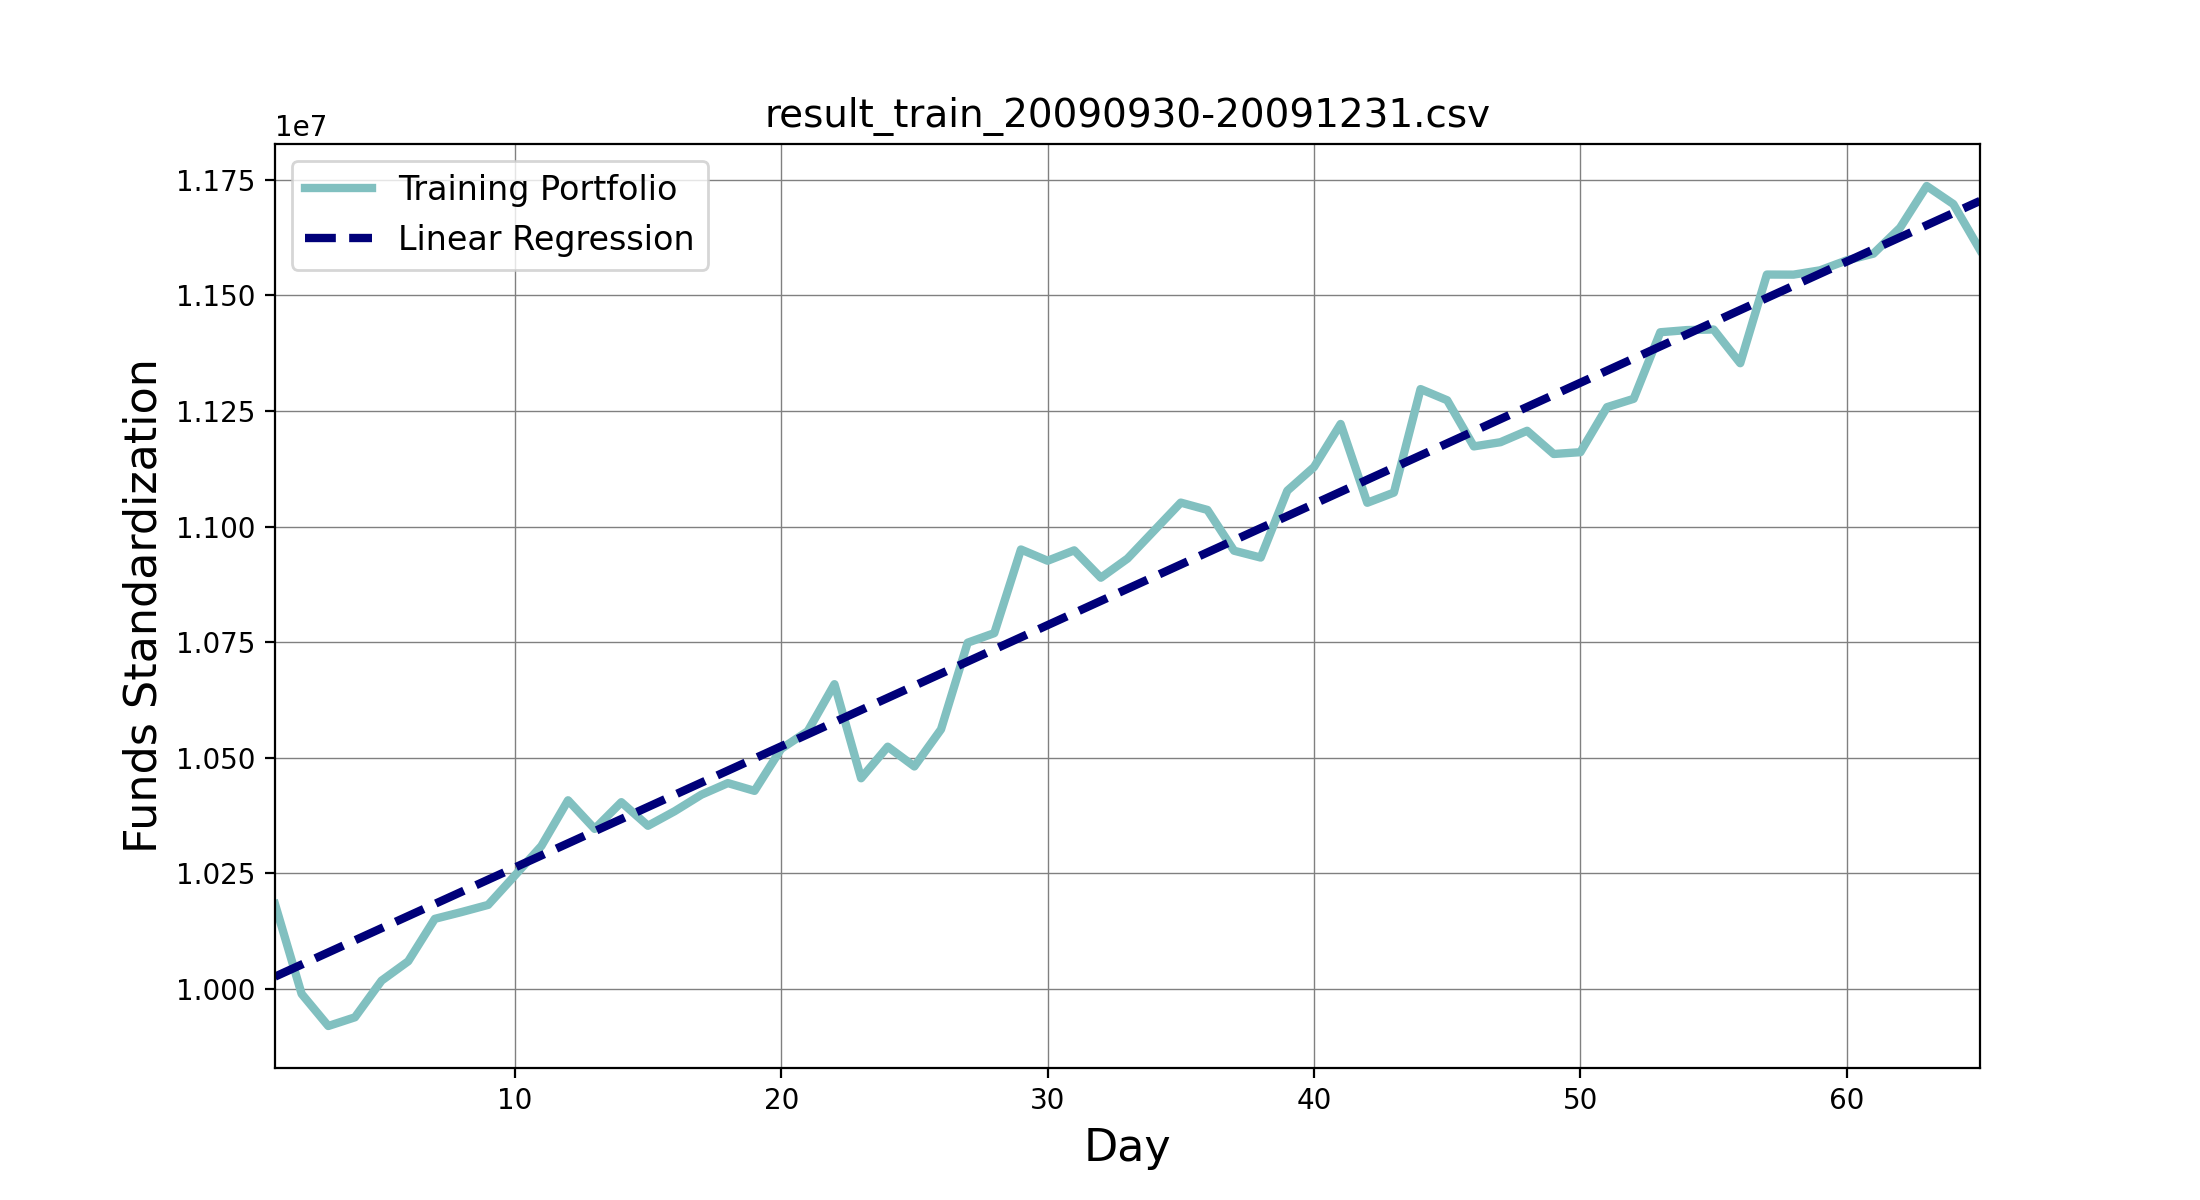 result_train_20090930-20091231.csv
1e7
Training Portfolio
Linear Regression
1.175
1.150
1.125
1.100
1.075
1.050
1.025
1.000
Funds Standardization
10 20 30 40 50 60
Day